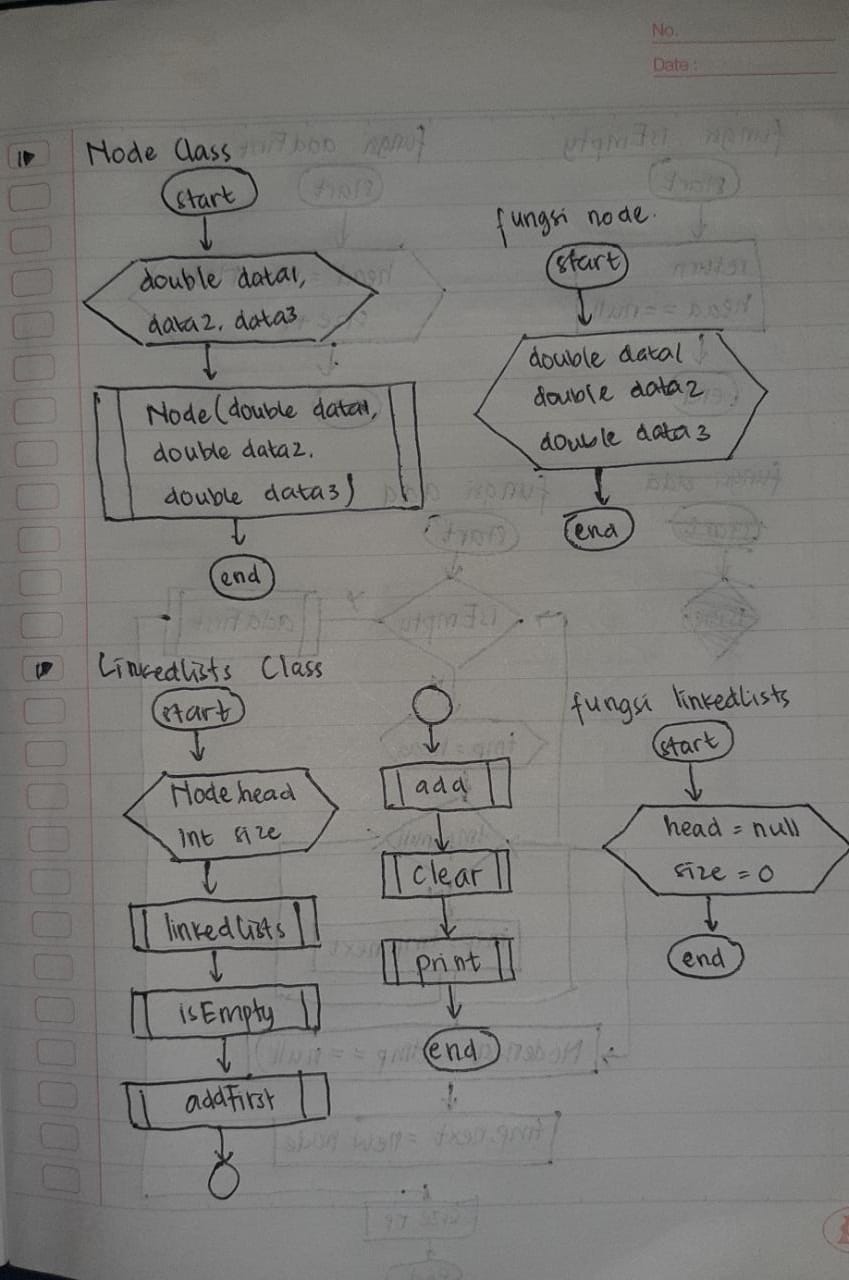 No.
Date :
Node Class
start
double data1,
data2, data3
Node(double data1,
double data2,
double data3)
end
fungsi node.
start
double data1
double data2
double data3
end
LinkedLists Class
start
Node head
int size
linkedLists
isEmpty
addFirst
add
clear
print
end
fungsi linkedLists
start
head = null
size = 0
end